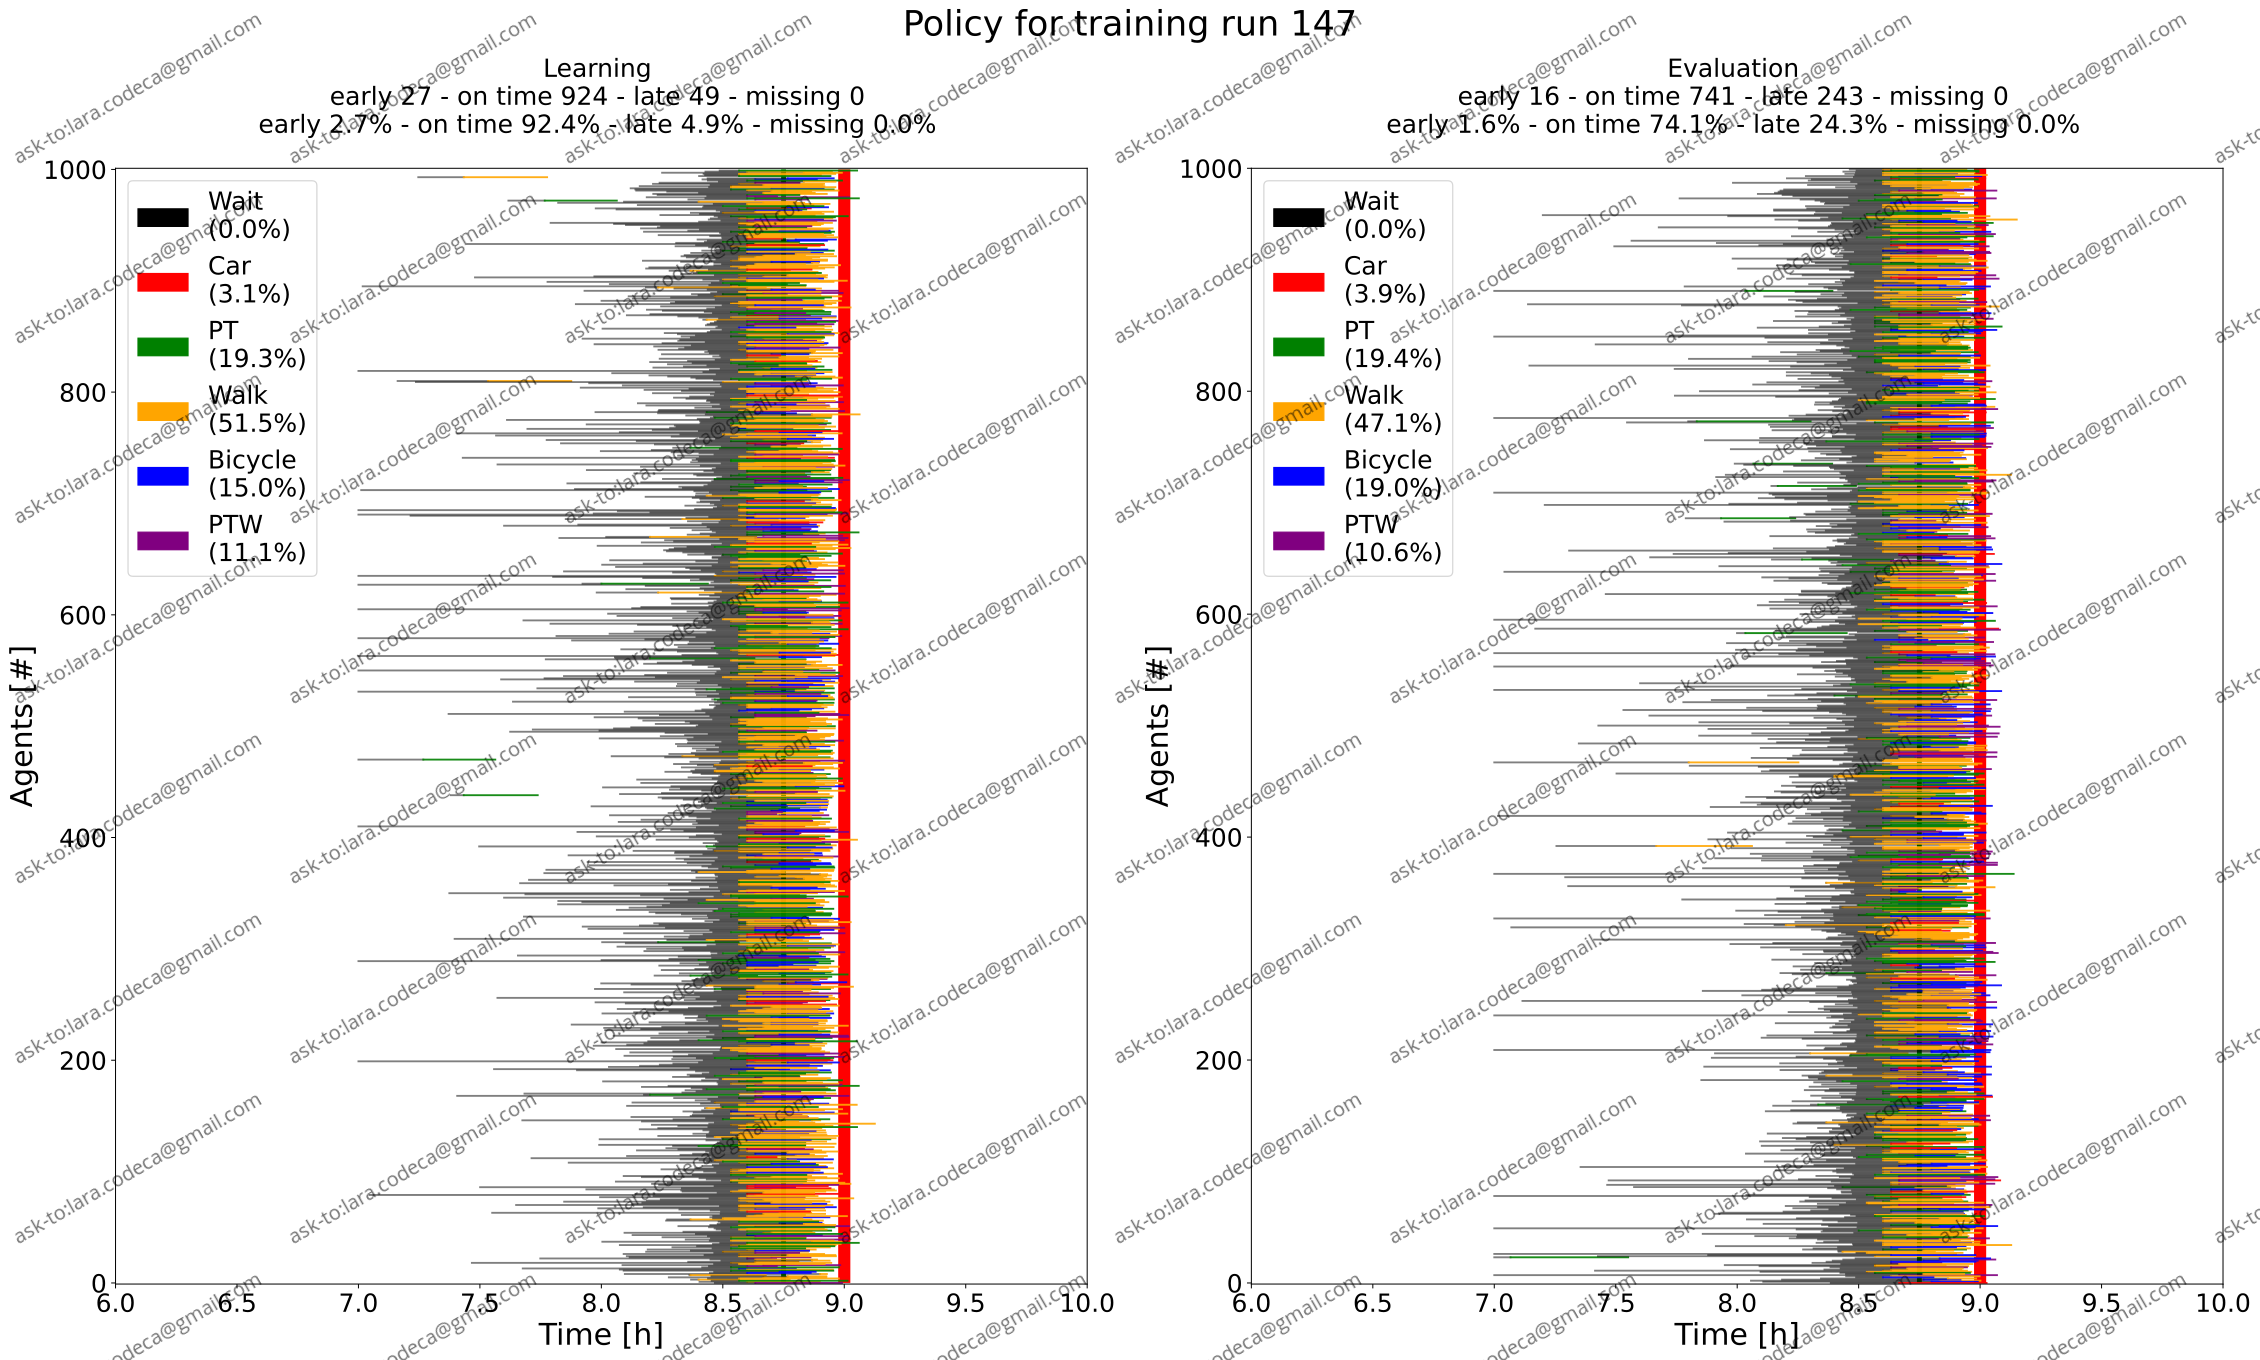 Policy for training run 147
Learning
early 27 - on time 924 - late 49 - missing 0
early 2.7% - on time 92.4% - late 4.9% - missing 0.0%
1000
800
600
400
200
0
Agents [#]
Wait
(0.0%)
Car
(3.1%)
PT
(19.3%)
Walk
(51.5%)
Bicycle
(15.0%)
PTW
(11.1%)
6.0 6.5 7.0 7.5 8.0 8.5 9.0 9.5 10.0
Time [h]
Evaluation
early 16 - on time 741 - late 243 - missing 0
early 1.6% - on time 74.1% - late 24.3% - missing 0.0%
1000
800
600
400
200
0
Agents [#]
Wait
(0.0%)
Car
(3.9%)
PT
(19.4%)
Walk
(47.1%)
Bicycle
(19.0%)
PTW
(10.6%)
6.0 6.5 7.0 7.5 8.0 8.5 9.0 9.5 10.0
Time [h]
ask-to:lara.codeca@gmail.com